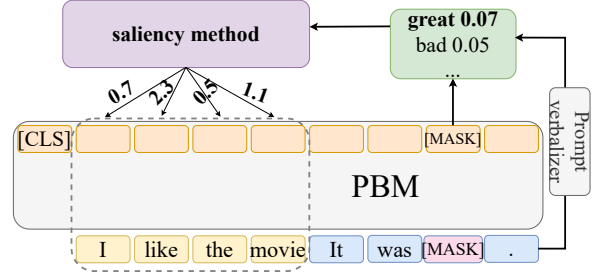 saliency method
great 0.07
bad 0.05
...
0.7 2.3 0.5 1.1
[CLS] [MASK]
PBM
Prompt
verbalizer
I like the movie It was [MASK] .